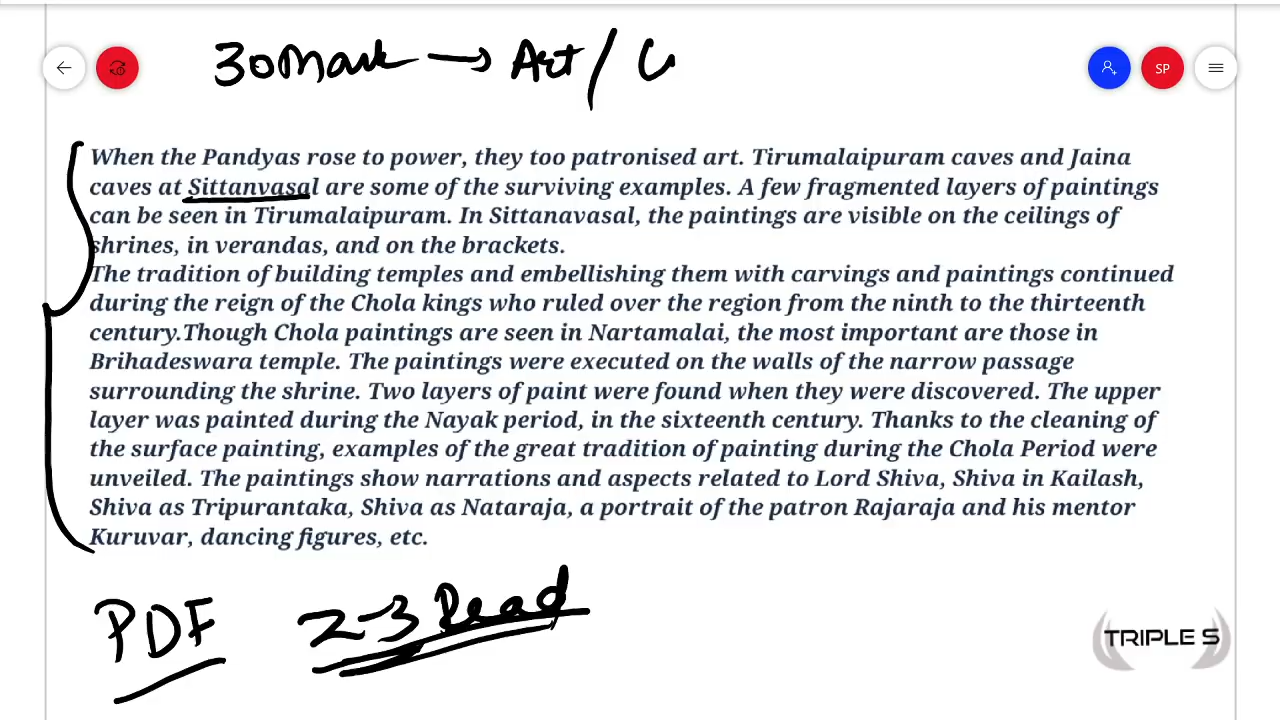 30Mark → Art / C
SP
When the Pandyas rose to power, they too patronised art. Tirumalaipuram caves and Jaina
caves at Sittanvasal are some of the surviving examples. A few fragmented layers of paintings
can be seen in Tirumalaipuram. In Sittanavasal, the paintings are visible on the ceilings of
shrines, in verandas, and on the brackets.
The tradition of building temples and embellishing them with carvings and paintings continued
during the reign of the Chola kings who ruled over the region from the ninth to the thirteenth
century.Though Chola paintings are seen in Nartamalai, the most important are those in
Brihadeswara temple. The paintings were executed on the walls of the narrow passage
surrounding the shrine. Two layers of paint were found when they were discovered. The upper
layer was painted during the Nayak period, in the sixteenth century. Thanks to the cleaning of
the surface painting, examples of the great tradition of painting during the Chola Period were
unveiled. The paintings show narrations and aspects related to Lord Shiva, Shiva in Kailash,
Shiva as Tripurantaka, Shiva as Nataraja, a portrait of the patron Rajaraja and his mentor
Kuruvar, dancing figures, etc.
PDF 2-3 Read
TRIPLE S